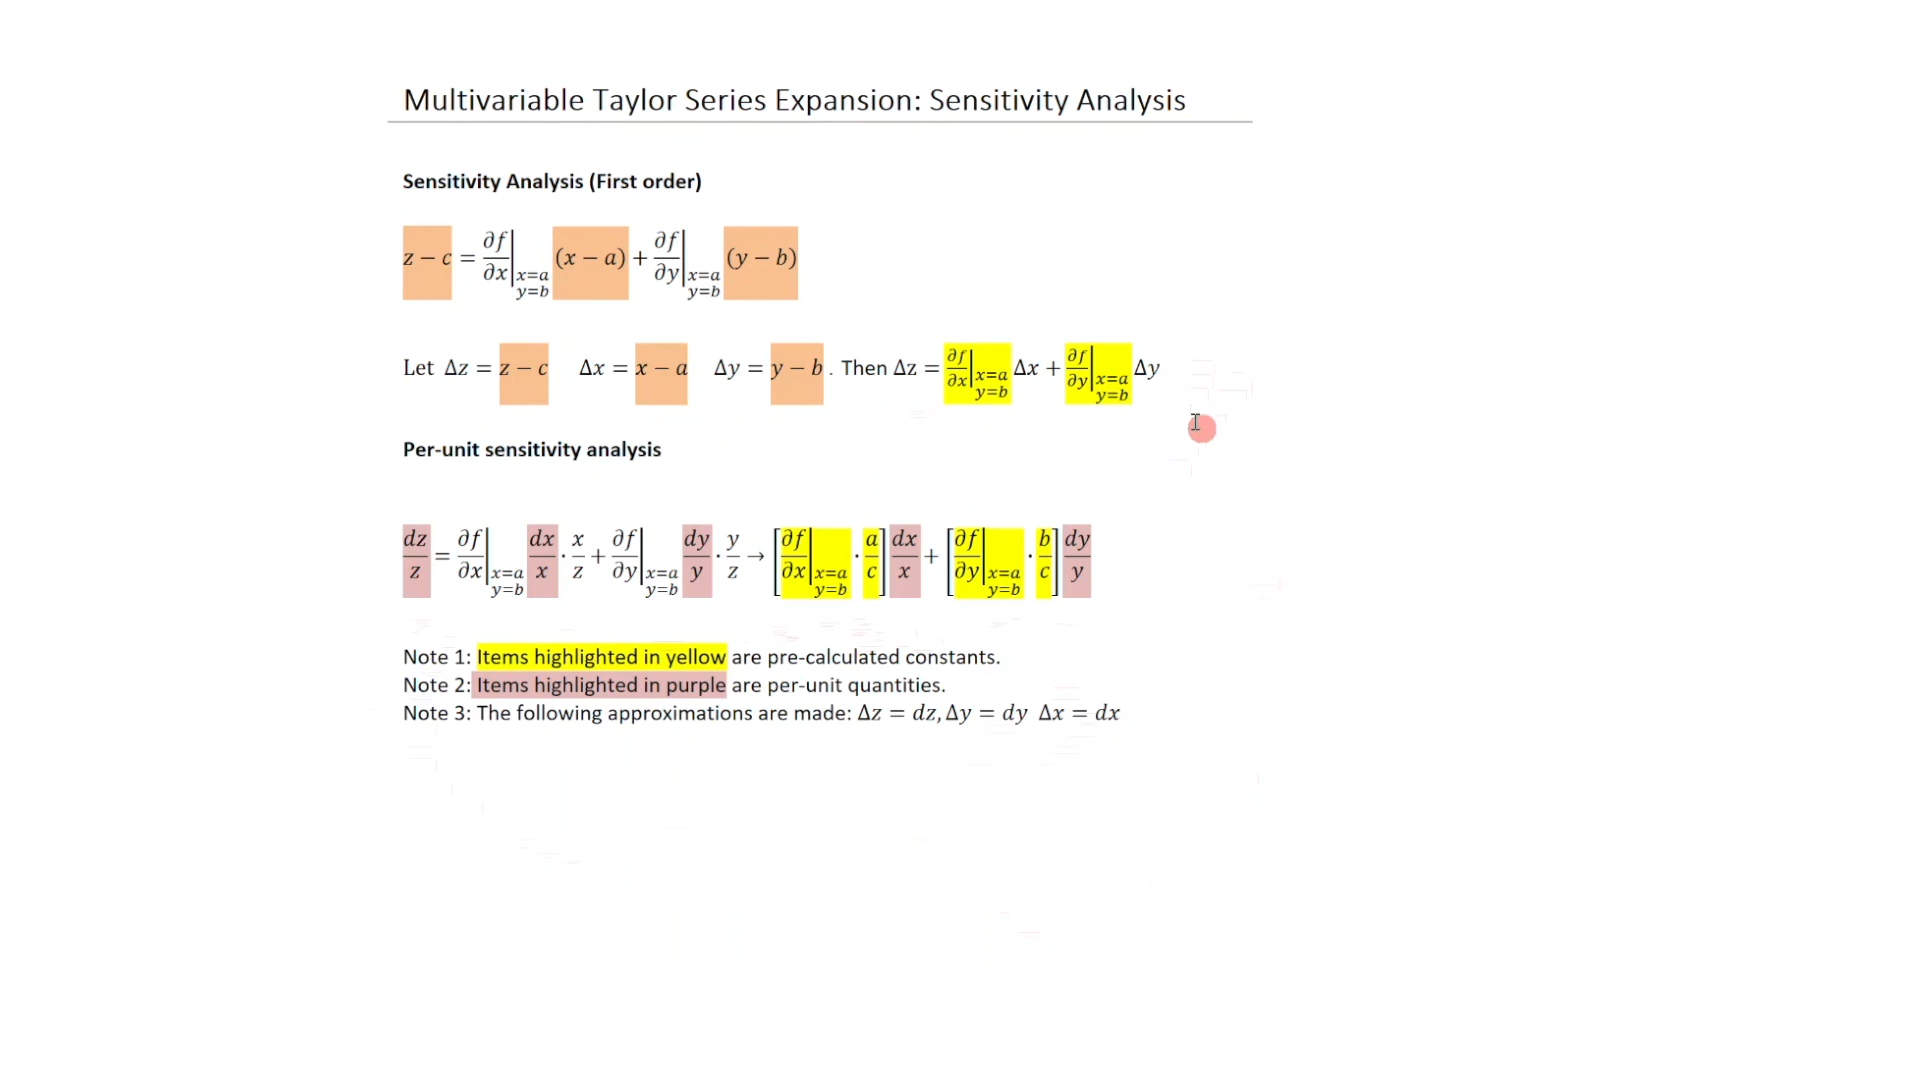 Multivariable Taylor Series Expansion: Sensitivity Analysis
Sensitivity Analysis (First order)
z − c = ∂f/∂x|x=a y=b (x − a) + ∂f/∂y|x=a y=b (y − b)
Let Δz = z − c Δx = x − a Δy = y − b . Then Δz = ∂f/∂x|x=a y=b Δx + ∂f/∂y|x=a y=b Δy
Per-unit sensitivity analysis
dz/z = ∂f/∂x|x=a y=b dx/x · x/z + ∂f/∂y|x=a y=b dy/y · y/z → [∂f/∂x|x=a y=b · a/c] dx/x + [∂f/∂y|x=a y=b · b/c] dy/y
Note 1: Items highlighted in yellow are pre-calculated constants.
Note 2: Items highlighted in purple are per-unit quantities.
Note 3: The following approximations are made: Δz = dz, Δy = dy Δx = dx